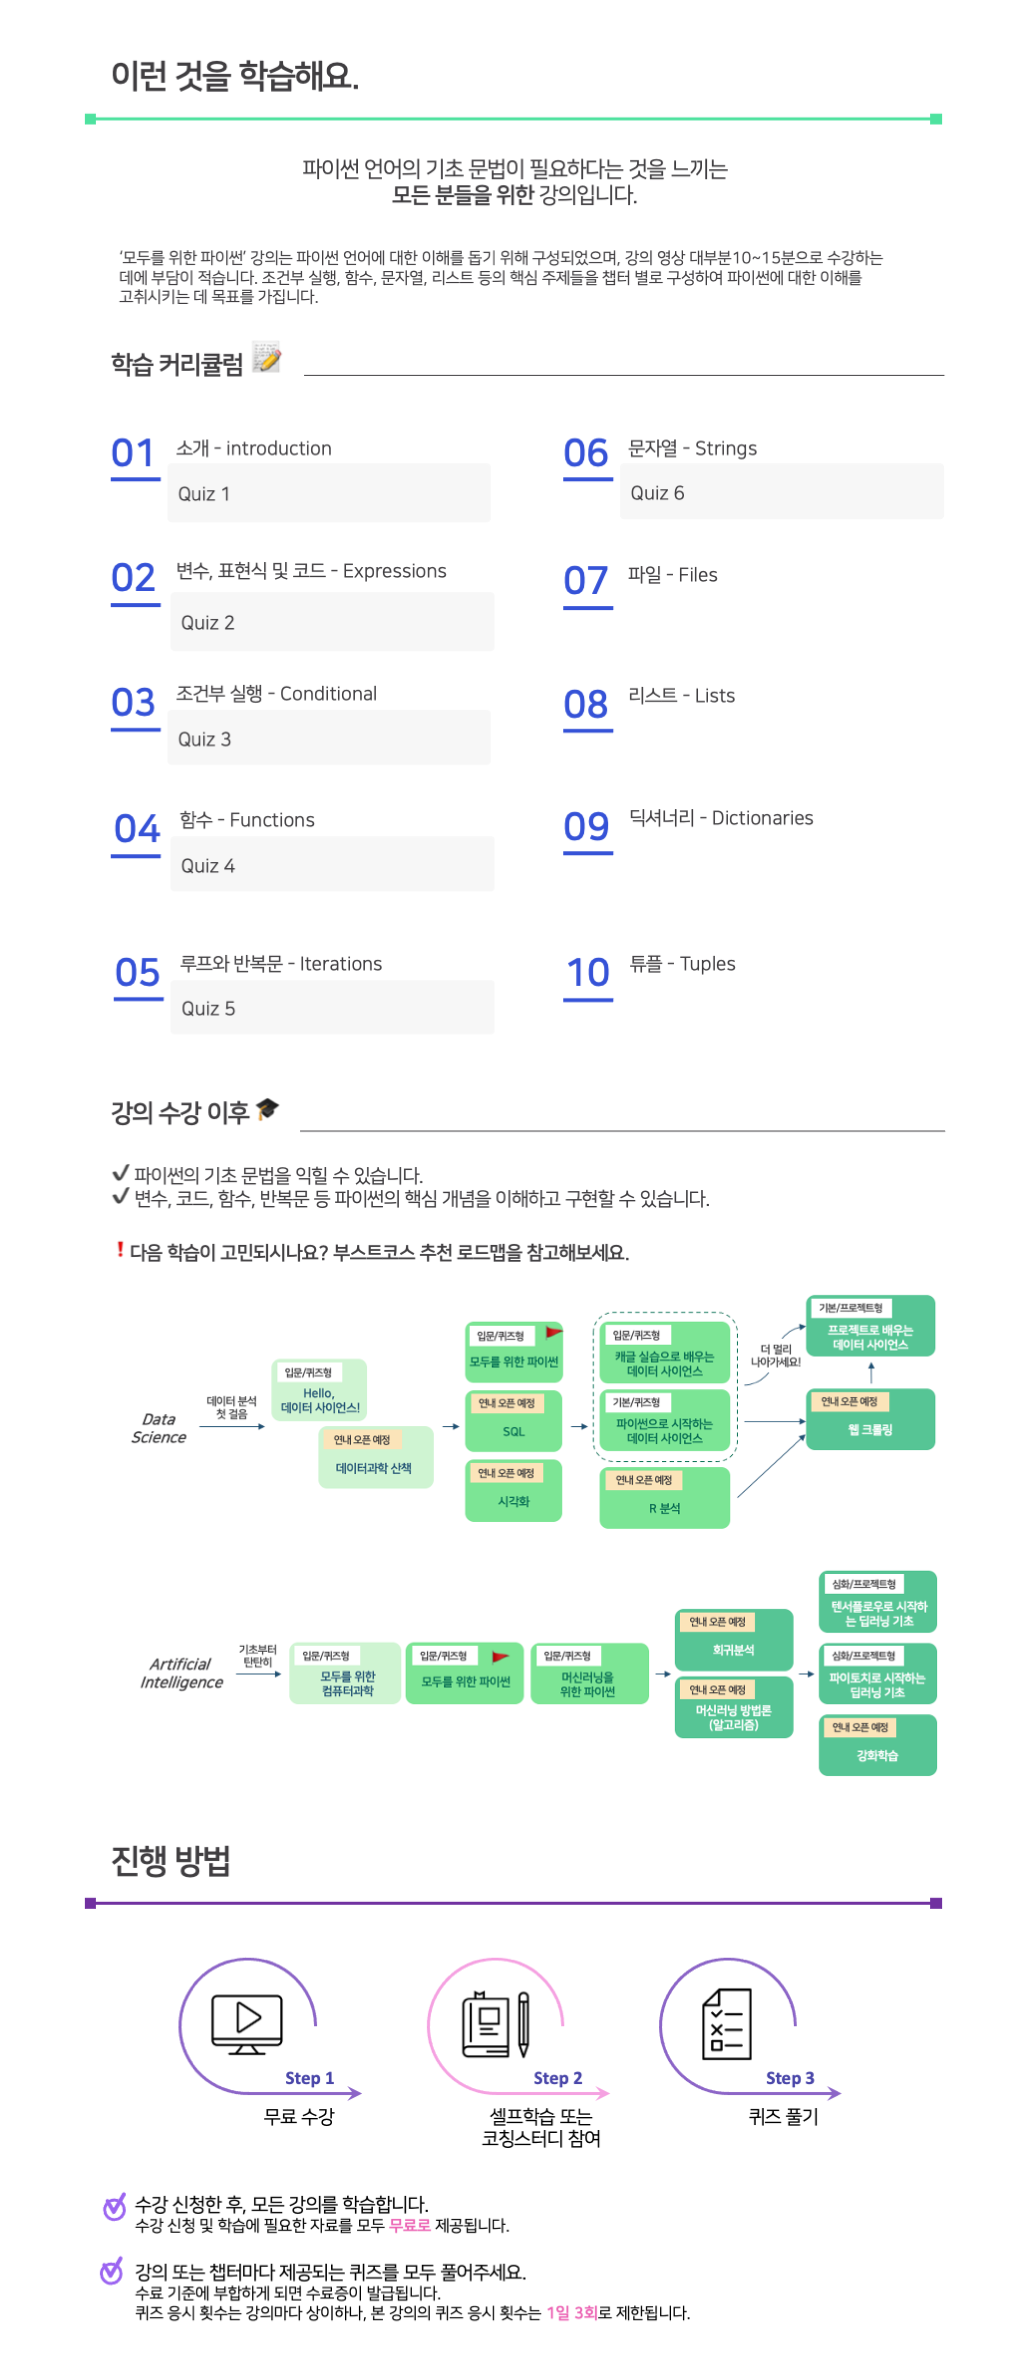 이런 것을 학습해요.
파이썬 언어의 기초 문법이 필요하다는 것을 느끼는
모든 분들을 위한 강의입니다.
‘모두를 위한 파이썬’ 강의는 파이썬 언어에 대한 이해를 돕기 위해 구성되었으며, 강의 영상 대부분10~15분으로 수강하는
데에 부담이 적습니다. 조건부 실행, 함수, 문자열, 리스트 등의 핵심 주제들을 챕터 별로 구성하여 파이썬에 대한 이해를
고취시키는 데 목표를 가집니다.
학습 커리큘럼
01 소개 - introduction
Quiz 1
02 변수, 표현식 및 코드 - Expressions
Quiz 2
03 조건부 실행 - Conditional
Quiz 3
04 함수 - Functions
Quiz 4
05 루프와 반복문 - Iterations
Quiz 5
06 문자열 - Strings
Quiz 6
07 파일 - Files
08 리스트 - Lists
09 딕셔너리 - Dictionaries
10 튜플 - Tuples
강의 수강 이후
파이썬의 기초 문법을 익힐 수 있습니다.
변수, 코드, 함수, 반복문 등 파이썬의 핵심 개념을 이해하고 구현할 수 있습니다.
! 다음 학습이 고민되시나요? 부스트코스 추천 로드맵을 참고해보세요.
Data
Science
데이터 분석
첫 걸음
입문/퀴즈형
Hello,
데이터 사이언스!
연내 오픈 예정
데이터과학 산책
입문/퀴즈형
모두를 위한 파이썬
연내 오픈 예정
SQL
연내 오픈 예정
시각화
입문/퀴즈형
캐글 실습으로 배우는
데이터 사이언스
기본/퀴즈형
파이썬으로 시작하는
데이터 사이언스
연내 오픈 예정
R 분석
더 멀리
나아가세요!
기본/프로젝트형
프로젝트로 배우는
데이터 사이언스
연내 오픈 예정
웹 크롤링
Artificial
Intelligence
기초부터
탄탄히
입문/퀴즈형
모두를 위한
컴퓨터과학
입문/퀴즈형
모두를 위한 파이썬
입문/퀴즈형
머신러닝을
위한 파이썬
연내 오픈 예정
회귀분석
연내 오픈 예정
머신러닝 방법론
(알고리즘)
심화/프로젝트형
텐서플로우로 시작하
는 딥러닝 기초
심화/프로젝트형
파이토치로 시작하는
딥러닝 기초
연내 오픈 예정
강화학습
진행 방법
Step 1
무료 수강
Step 2
셀프학습 또는
코칭스터디 참여
Step 3
퀴즈 풀기
수강 신청한 후, 모든 강의를 학습합니다.
수강 신청 및 학습에 필요한 자료를 모두 무료로 제공됩니다.
강의 또는 챕터마다 제공되는 퀴즈를 모두 풀어주세요.
수료 기준에 부합하게 되면 수료증이 발급됩니다.
퀴즈 응시 횟수는 강의마다 상이하나, 본 강의의 퀴즈 응시 횟수는 1일 3회로 제한됩니다.